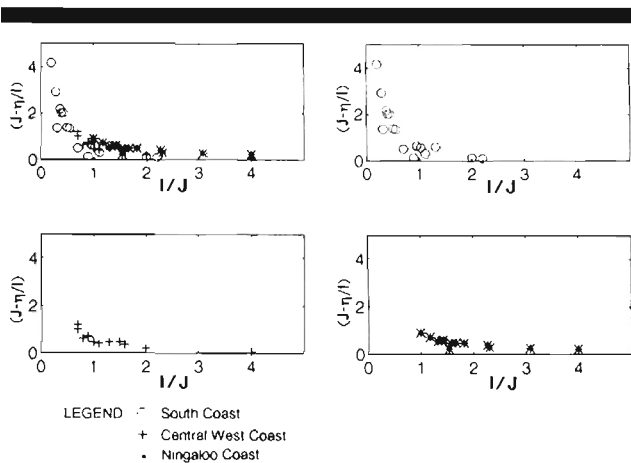 4
2
0
(J-η/I)
0 1 2 3 4
I/J
4
2
0
(J-η/I)
0 1 2 3 4
I/J
4
2
0
(J-η/I)
0 1 2 3 4
I/J
4
2
0
(J-η/I)
0 1 2 3 4
I/J
LEGEND South Coast
+ Central West Coast
Ningaloo Coast